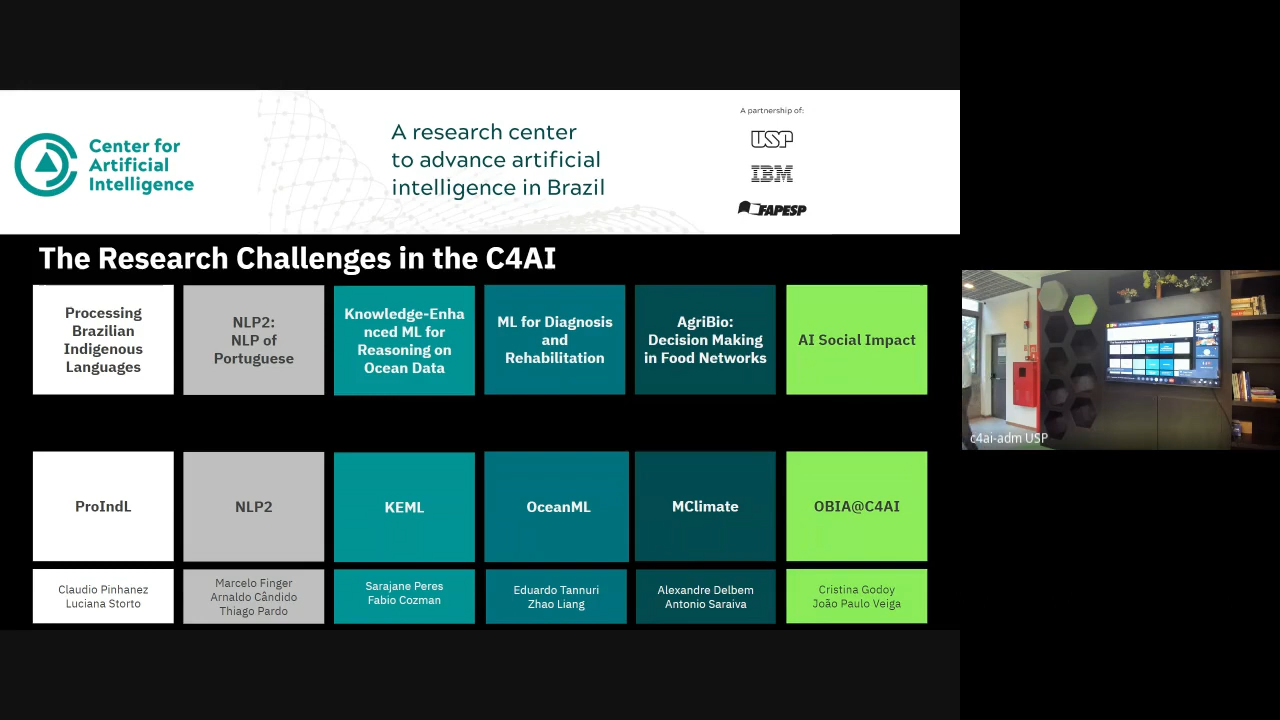 Center for
Artificial
Intelligence
A research center
to advance artificial
intelligence in Brazil
A partnership of:
USP
IBM
FAPESP
The Research Challenges in the C4AI
Processing
Brazilian
Indigenous
Languages
NLP2:
NLP of
Portuguese
Knowledge-Enha
nced ML for
Reasoning on
Ocean Data
ML for Diagnosis
and
Rehabilitation
AgriBio:
Decision Making
in Food Networks
AI Social Impact
ProIndL
NLP2
KEML
OceanML
MClimate
OBIA@C4AI
Claudio Pinhanez
Luciana Storto
Marcelo Finger
Arnaldo Cândido
Thiago Pardo
Sarajane Peres
Fabio Cozman
Eduardo Tannuri
Zhao Liang
Alexandre Delbem
Antonio Saraiva
Cristina Godoy
João Paulo Veiga
c4ai-adm USP